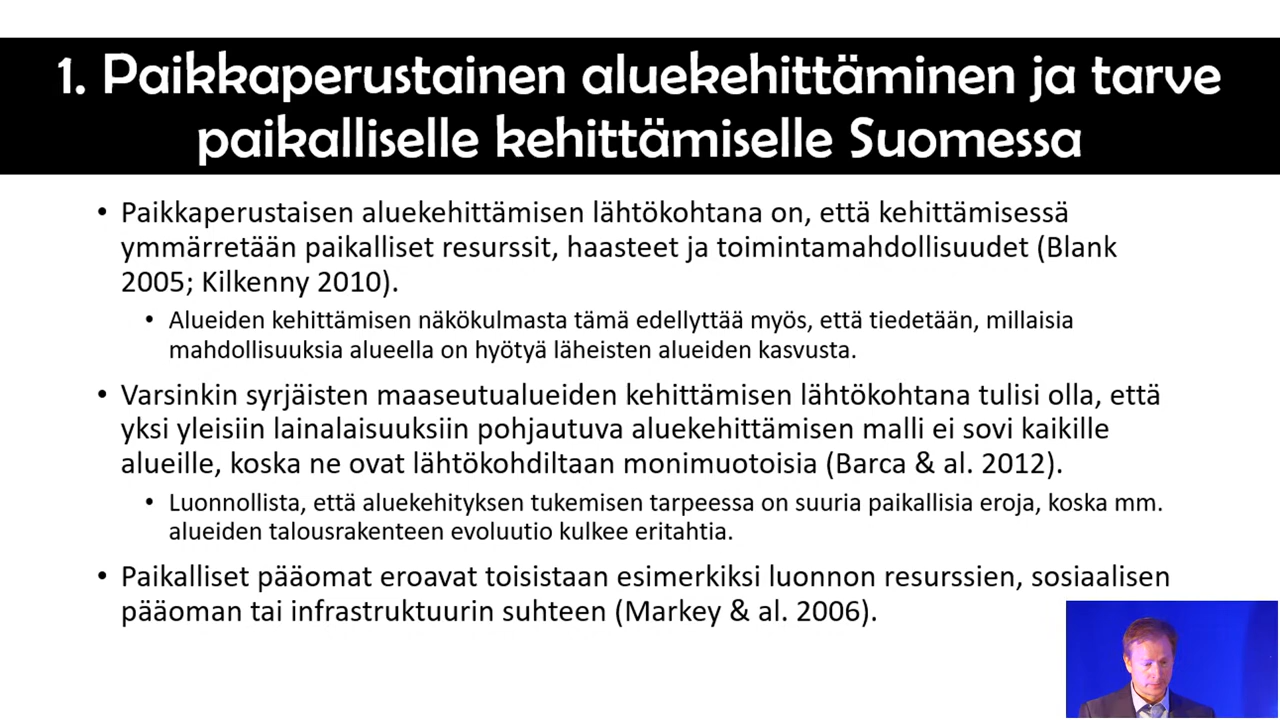 1. Paikkaperustainen aluekehittäminen ja tarve
paikalliselle kehittämiselle Suomessa
• Paikkaperustaisen aluekehittämisen lähtökohtana on, että kehittämisessä
ymmärretään paikalliset resurssit, haasteet ja toimintamahdollisuudet (Blank
2005; Kilkenny 2010).
• Alueiden kehittämisen näkökulmasta tämä edellyttää myös, että tiedetään, millaisia
mahdollisuuksia alueella on hyötyä läheisten alueiden kasvusta.
• Varsinkin syrjäisten maaseutualueiden kehittämisen lähtökohtana tulisi olla, että
yksi yleisiin lainalaisuuksiin pohjautuva aluekehittämisen malli ei sovi kaikille
alueille, koska ne ovat lähtökohdiltaan monimuotoisia (Barca & al. 2012).
• Luonnollista, että aluekehityksen tukemisen tarpeessa on suuria paikallisia eroja, koska mm.
alueiden talousrakenteen evoluutio kulkee eritahtia.
• Paikalliset pääomat eroavat toisistaan esimerkiksi luonnon resurssien, sosiaalisen
pääoman tai infrastruktuurin suhteen (Markey & al. 2006).